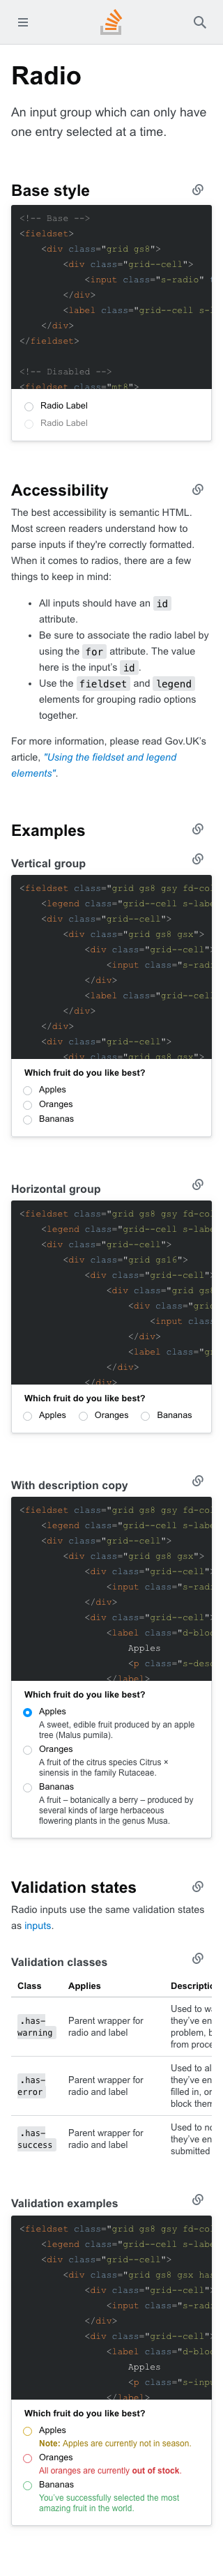 Radio
An input group which can only have
one entry selected at a time.
Base style
<!-- Base -->
<fieldset>
<div class="grid gs8">
<div class="grid--cell">
<input class="s-radio"
</div>
<label class="grid--cell s-
</div>
</fieldset>
<!-- Disabled -->
<fieldset class="mt8">
Radio Label
Radio Label
Accessibility
The best accessibility is semantic HTML.
Most screen readers understand how to
parse inputs if they're correctly formatted.
When it comes to radios, there are a few
things to keep in mind:
• All inputs should have an id
attribute.
• Be sure to associate the radio label by
using the for attribute. The value
here is the input's id.
• Use the fieldset and legend
elements for grouping radio options
together.
For more information, please read Gov.UK's
article, "Using the fieldset and legend
elements".
Examples
Vertical group
<fieldset class="grid gs8 gsy fd-co
<legend class="grid--cell s-labe
<div class="grid--cell">
<div class="grid gs8 gsx">
<div class="grid--cell"
<input class="s-radi
</div>
<label class="grid--cell
</div>
</div>
<div class="grid--cell">
<div class="grid gs8 gsx">
Which fruit do you like best?
Apples
Oranges
Bananas
Horizontal group
<fieldset class="grid gs8 gsy fd-co
<legend class="grid--cell s-labe
<div class="grid--cell">
<div class="grid gs16">
<div class="grid--cell"
<div class="grid gs8
<div class="grid
<input clas
</div>
<label class="g
</div>
</div>
Which fruit do you like best?
Apples Oranges Bananas
With description copy
<fieldset class="grid gs8 gsy fd-co
<legend class="grid--cell s-labe
<div class="grid--cell">
<div class="grid gs8 gsx">
<div class="grid--cell"
<input class="s-radi
</div>
<div class="grid--cell"
<label class="d-bloc
Apples
<p class="s-des
</label>
Which fruit do you like best?
Apples
A sweet, edible fruit produced by an apple
tree (Malus pumila).
Oranges
A fruit of the citrus species Citrus ×
sinensis in the family Rutaceae.
Bananas
A fruit – botanically a berry – produced by
several kinds of large herbaceous
flowering plants in the genus Musa.
Validation states
Radio inputs use the same validation states
as inputs.
Validation classes
Class Applies Descripti
.has-
warning
Parent wrapper for
radio and label
Used to w
they've en
problem, b
from proce
.has-
error
Parent wrapper for
radio and label
Used to al
they've en
filled in, or
block them
.has-
success
Parent wrapper for
radio and label
Used to no
they've en
submitted
Validation examples
<fieldset class="grid gs8 gsy fd-co
<legend class="grid--cell s-labe
<div class="grid--cell">
<div class="grid gs8 gsx ha
<div class="grid--cell"
<input class="s-radi
</div>
<div class="grid--cell"
<label class="d-bloc
Apples
<p class="s-inp
</label>
Which fruit do you like best?
Apples
Note: Apples are currently not in season.
Oranges
All oranges are currently out of stock.
Bananas
You've successfully selected the most
amazing fruit in the world.